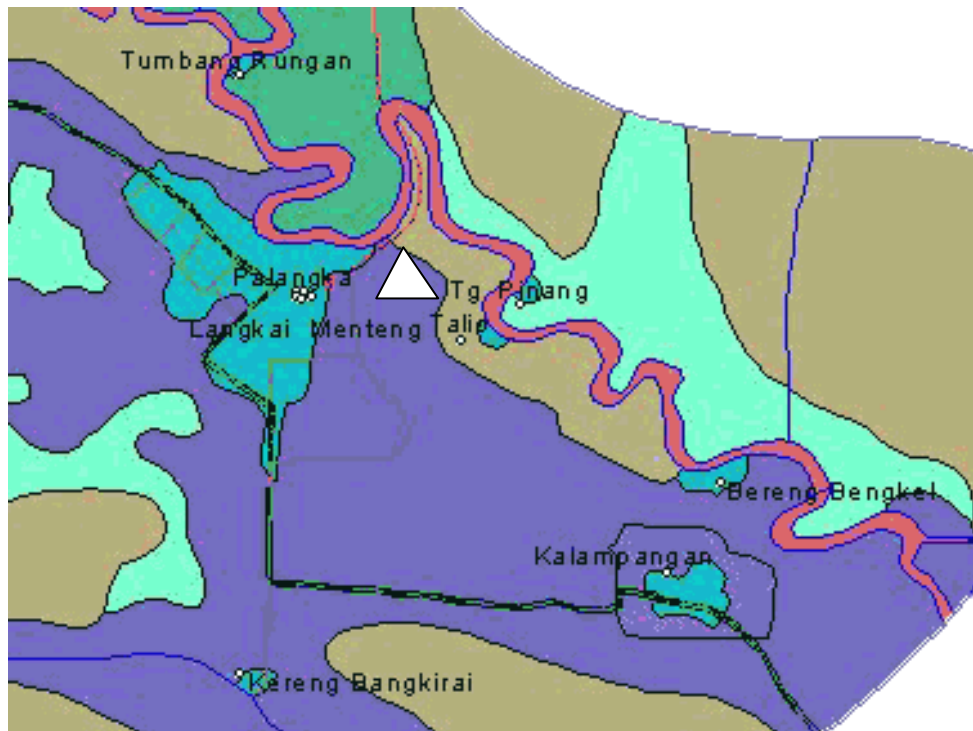 Tumbang Rungan
Palangka
Tg Pinang
Langkai Menteng
Talip
Bereng Bengkel
Kalampangan
Kereng Bangkirai